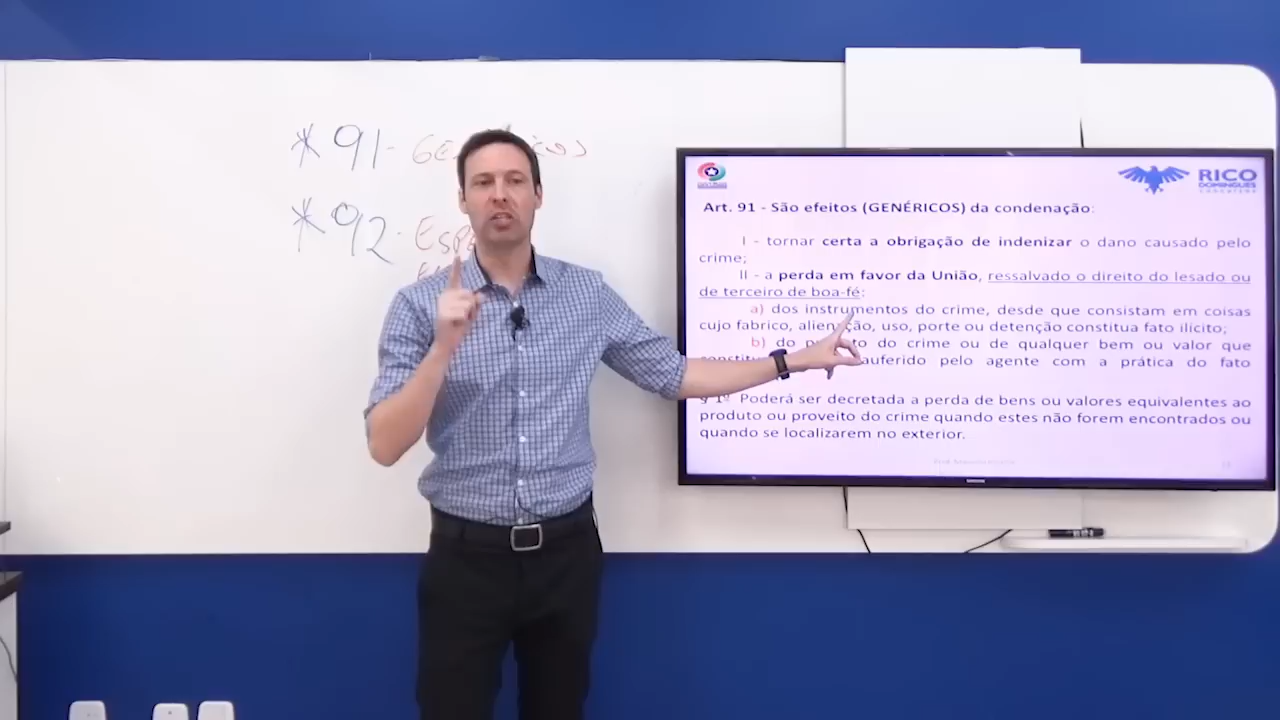 * 91 -
* 92 -
RICO
DOMINGUES
Art. 91 - São efeitos (GENÉRICOS) da condenação:
I - tornar certa a obrigação de indenizar o dano causado pelo
crime;
II - a perda em favor da União, ressalvado o direito do lesado ou
de terceiro de boa-fé:
a) dos instrumentos do crime, desde que consistam em coisas
cujo fabrico, alienação, uso, porte ou detenção constitua fato ilícito;
b) do do crime ou de qualquer bem ou valor que
auferido pelo agente com a prática do fato
§ 1º Poderá ser decretada a perda de bens ou valores equivalentes ao
produto ou proveito do crime quando estes não forem encontrados ou
quando se localizarem no exterior.